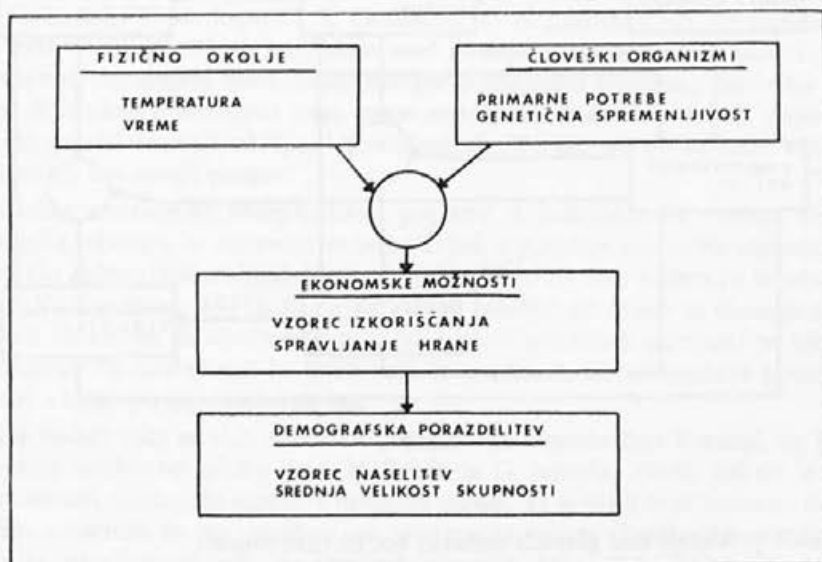 FIZIČNO OKOLJE
TEMPERATURA
VREME
ČLOVEŠKI ORGANIZMI
PRIMARNE POTREBE
GENETIČNA SPREMENLJIVOST
EKONOMSKE MOŽNOSTI
VZOREC IZKORIŠČANJA
SPRAVLJANJE HRANE
DEMOGRAFSKA PORAZDELITEV
VZOREC NASELITEV
SREDNJA VELIKOST SKUPNOSTI